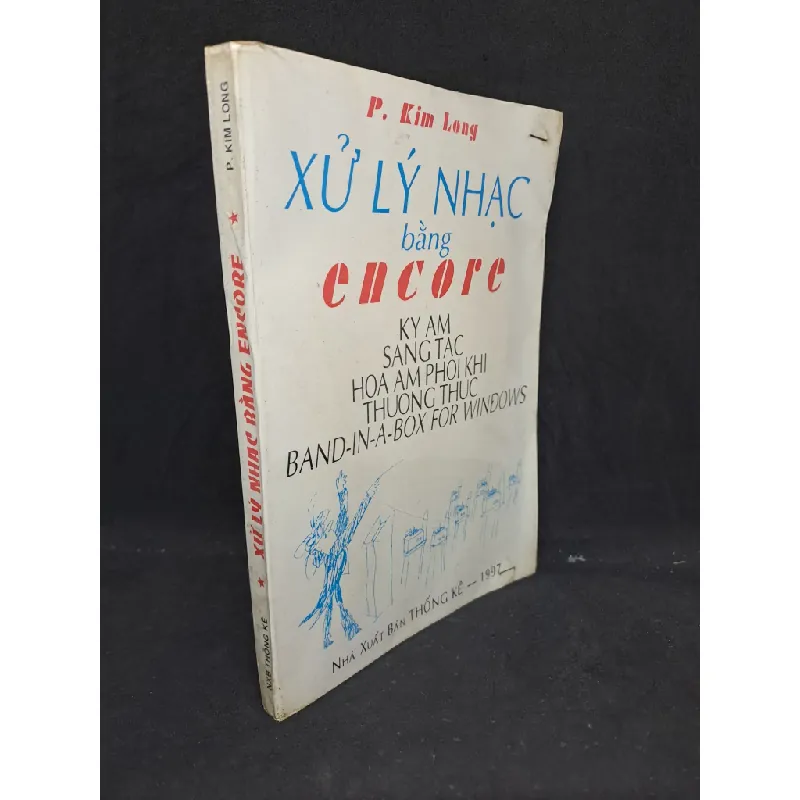 P. Kim Long
XỬ LÝ NHẠC
bằng
encore
KÝ ÂM
SÁNG TÁC
HÒA ÂM PHỐI KHÍ
THƯỞNG THỨC
BAND-IN-A-BOX FOR WINDOWS
NHÀ XUẤT BẢN THỐNG KÊ — 1997
P. KIM LONG ★ XỬ LÝ NHẠC BẰNG ENCORE ★ NXB THỐNG KÊ